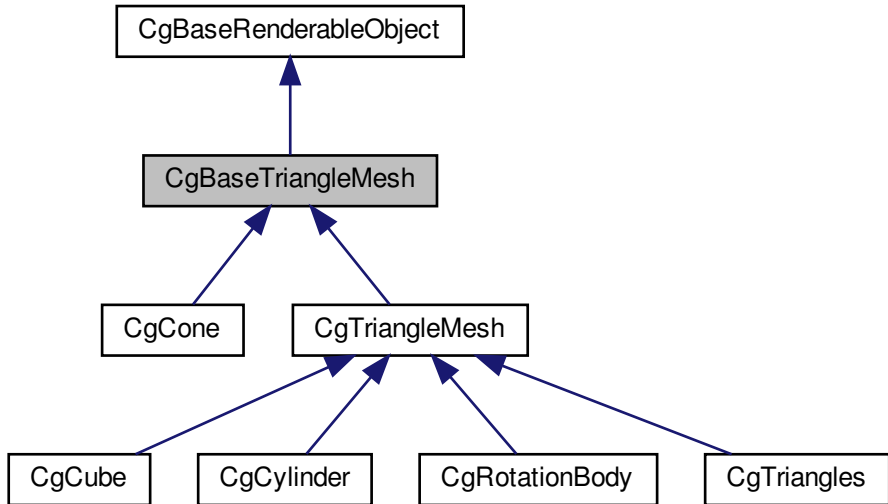 CgBaseRenderableObject
CgBaseTriangleMesh
CgCone
CgTriangleMesh
CgCube
CgCylinder
CgRotationBody
CgTriangles